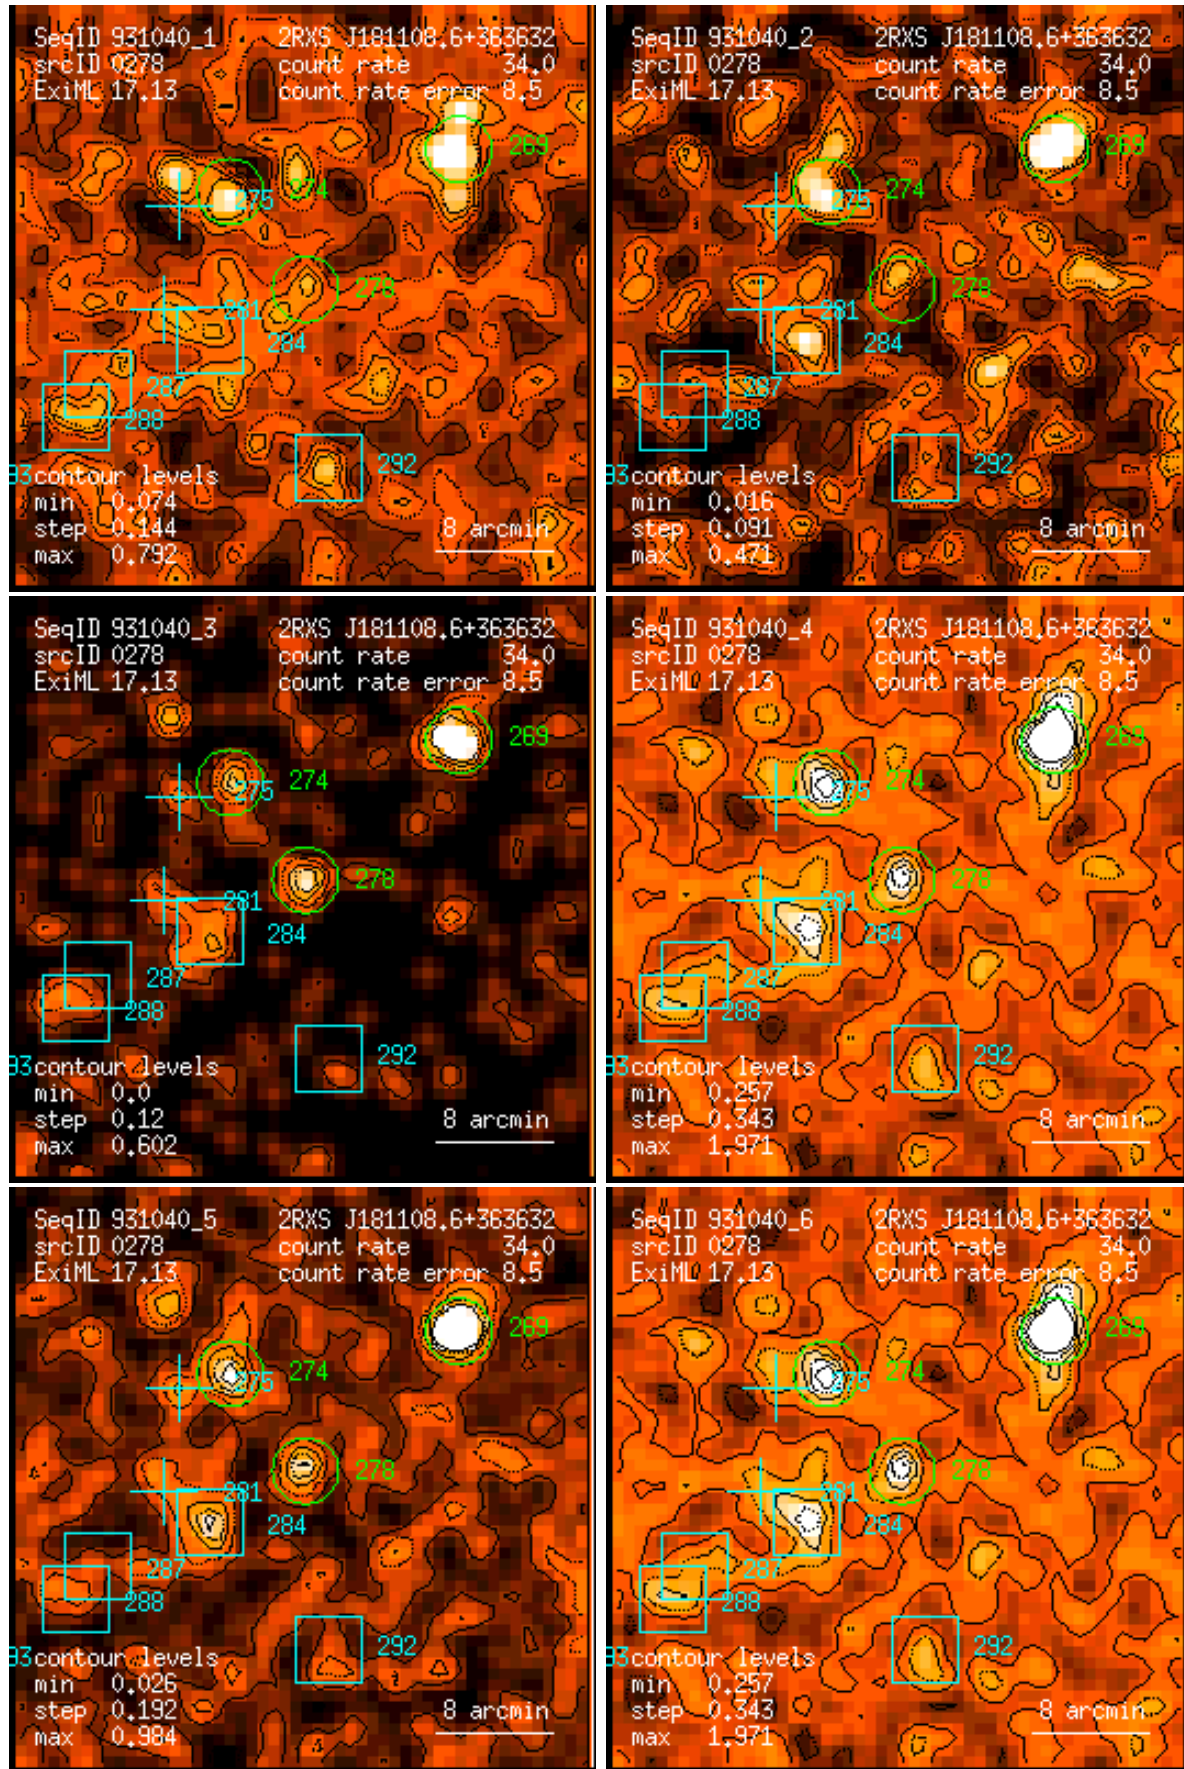 SeqID 931040_1 2RXS J181108.6+363632
srcID 0278 count rate 34.0
ExiML 17.13 count rate error 8.5
269
274
275
278
281
284
287
288
292
93 contour levels
min 0.074
step 0.144
max 0.792
8 arcmin
SeqID 931040_2 2RXS J181108.6+363632
srcID 0278 count rate 34.0
ExiML 17.13 count rate error 8.5
269
274
275
278
281
284
287
288
292
93 contour levels
min 0.016
step 0.091
max 0.471
8 arcmin
SeqID 931040_3 2RXS J181108.6+363632
srcID 0278 count rate 34.0
ExiML 17.13 count rate error 8.5
269
274
275
278
281
284
287
288
292
93 contour levels
min 0.0
step 0.12
max 0.602
8 arcmin
SeqID 931040_4 2RXS J181108.6+363632
srcID 0278 count rate 34.0
ExiML 17.13 count rate error 8.5
269
274
275
278
281
284
287
288
292
93 contour levels
min 0.257
step 0.343
max 1.971
8 arcmin
SeqID 931040_5 2RXS J181108.6+363632
srcID 0278 count rate 34.0
ExiML 17.13 count rate error 8.5
269
274
275
278
281
284
287
288
292
93 contour levels
min 0.026
step 0.192
max 0.984
8 arcmin
SeqID 931040_6 2RXS J181108.6+363632
srcID 0278 count rate 34.0
ExiML 17.13 count rate error 8.5
269
274
275
278
281
284
287
288
292
93 contour levels
min 0.257
step 0.343
max 1.971
8 arcmin